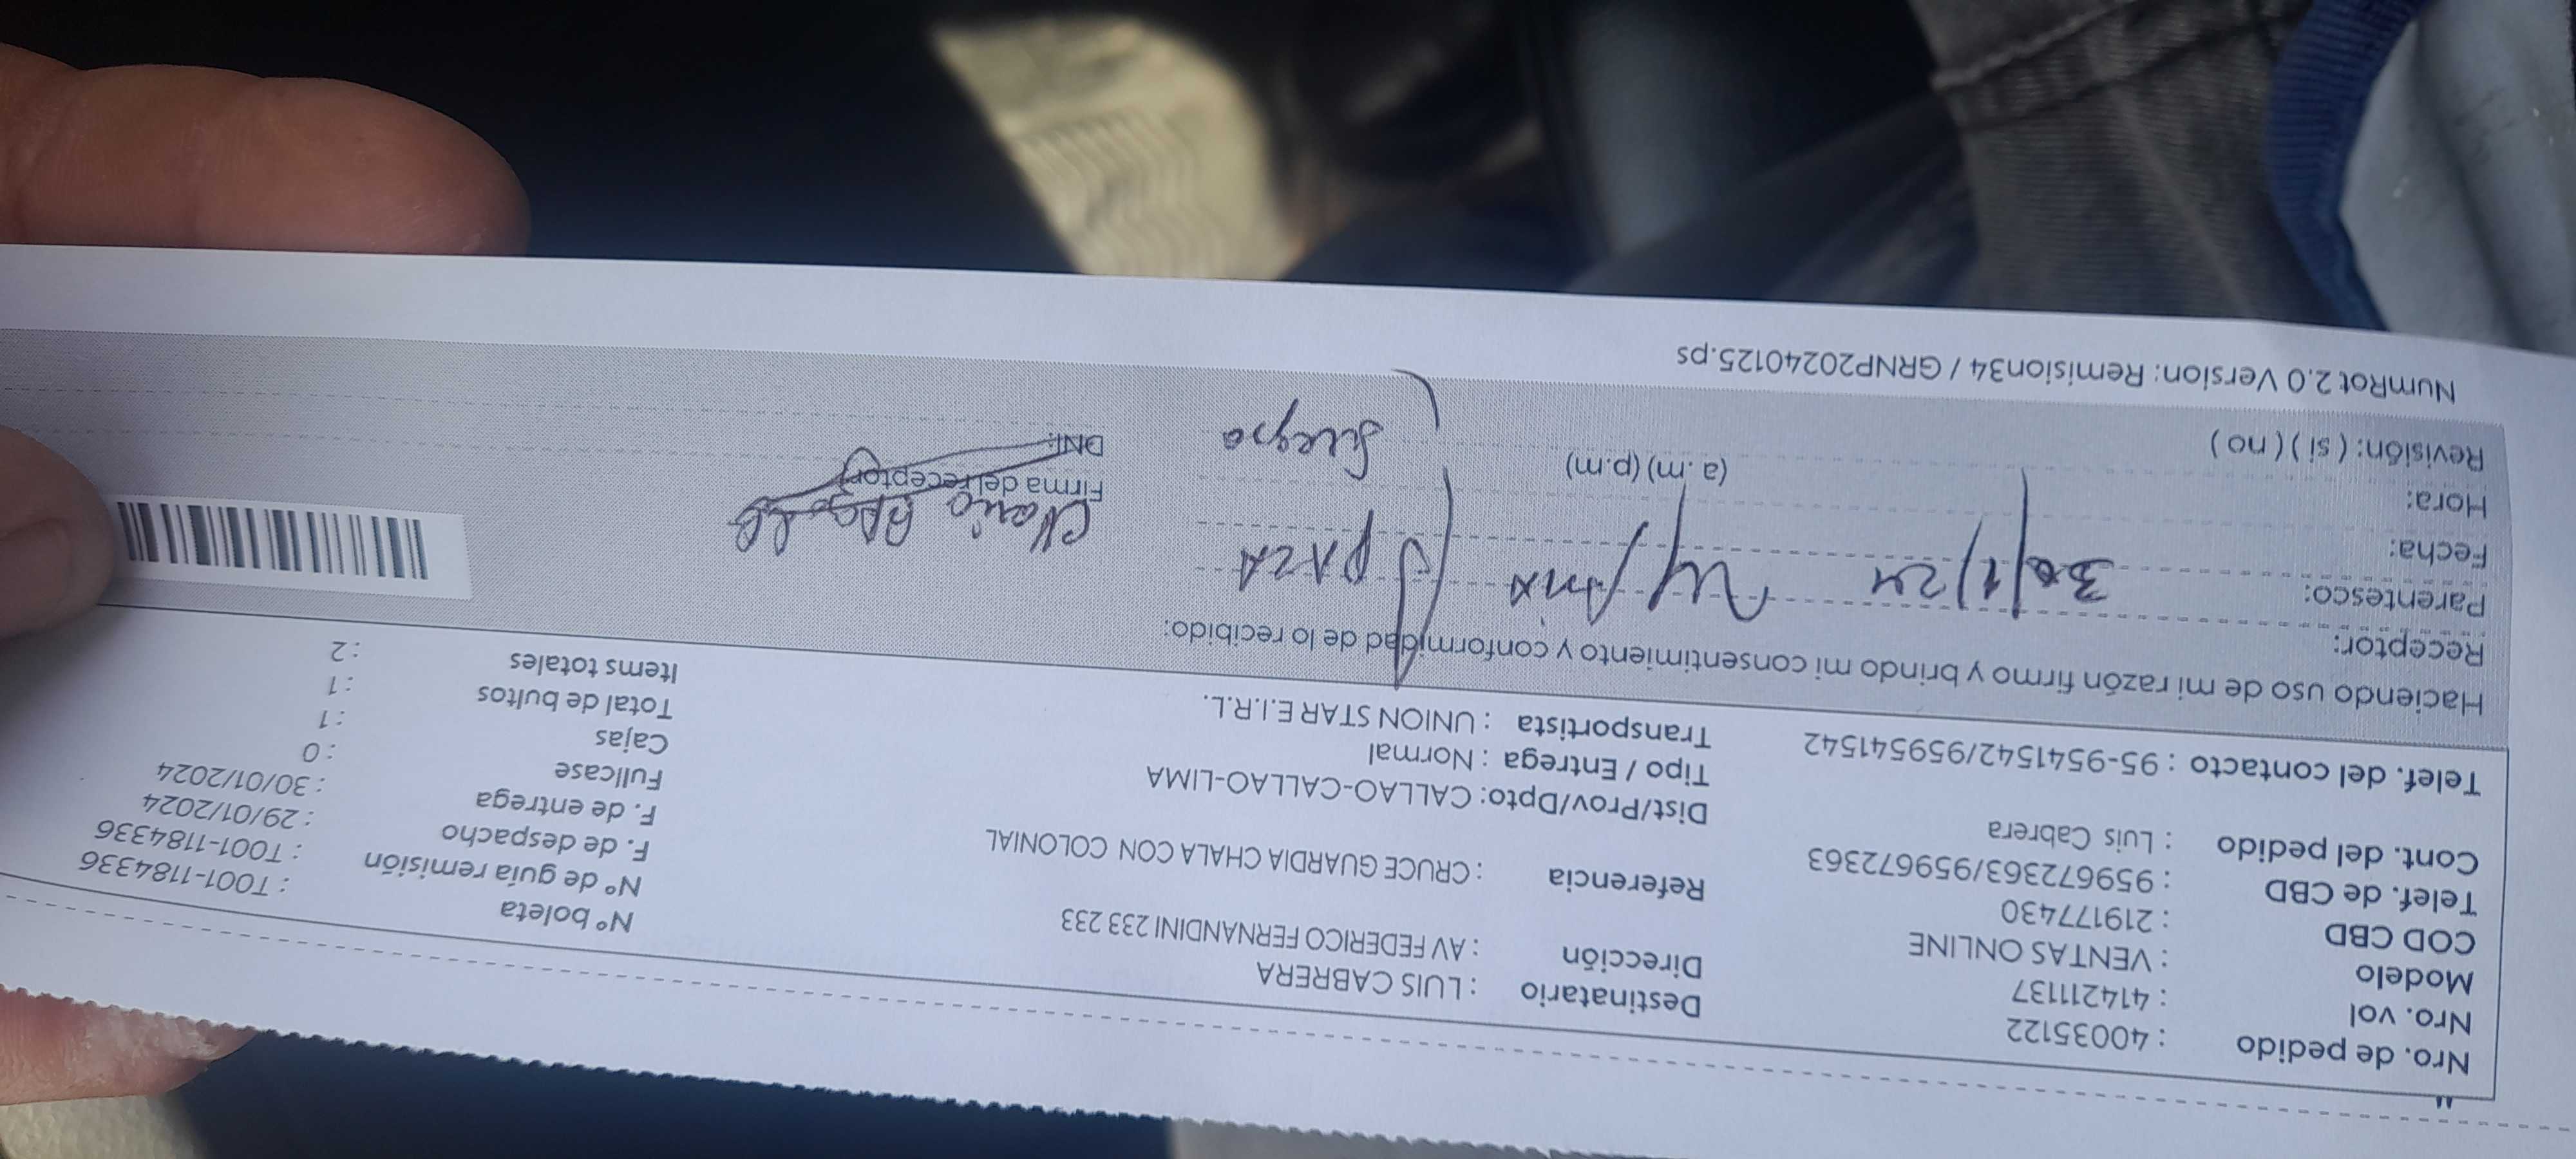 Nro. de pedido : 40035122
Nro. vol : 414211137
Modelo : VENTAS ONLINE
COD CBD : 219177430
Telef. de CBD : 959672363/959672363
Cont. del pedido : Luis Cabrera
Telef. del contacto : 95-9541542/959541542
Destinatario : LUIS CABRERA
Dirección : AV FEDERICO FERNANDINI 233 233
Referencia : CRUCE GUARDIA CHALA CON COLONIAL
Dist/Prov/Dpto: CALLAO-CALLAO-LIMA
Tipo / Entrega : Normal
Transportista : UNION STAR E.I.R.L.
N° boleta : T001-1184336
N° de guía remisión : T001-1184336
F. de despacho : 29/01/2024
F. de entrega : 30/01/2024
Fullcase : 0
Cajas : 1
Total de bultos : 1
Items totales : 2
Haciendo uso de mi razón firmo y brindo mi consentimiento y conformidad de lo recibido:
Receptor:
Parentesco:
Fecha: 30/1/24
Hora: (a.m) (p.m)
Revisión: ( si ) ( no )
Suegra
Firma del receptor
DNI:
NumRot 2.0 Version: Remision34 / GRNP20240125.ps